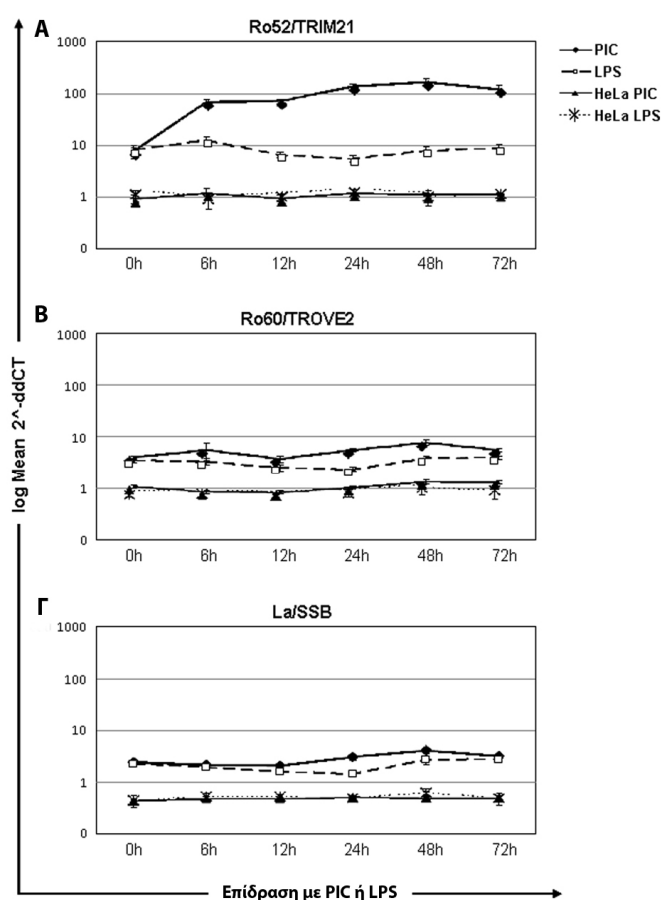 A
Ro52/TRIM21
1000
100
10
1
0
0h 6h 12h 24h 48h 72h
PIC
LPS
HeLa PIC
HeLa LPS
B
Ro60/TROVE2
1000
100
10
1
0
0h 6h 12h 24h 48h 72h
log Mean 2^-ddCT
Γ
La/SSB
1000
100
10
1
0
0h 6h 12h 24h 48h 72h
Επίδραση με PIC ή LPS